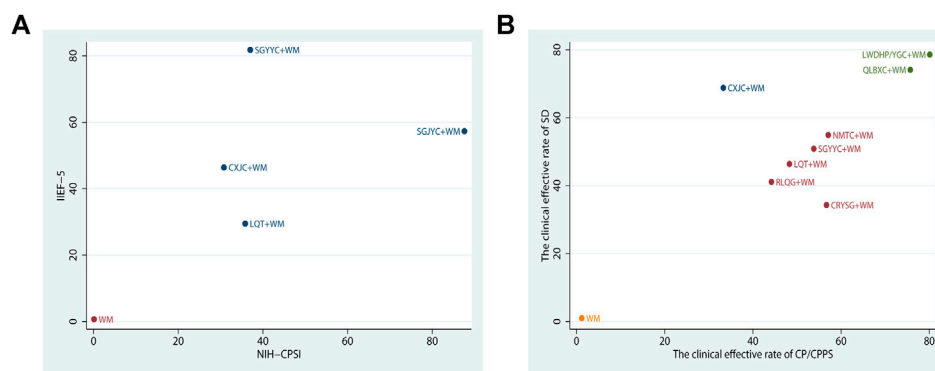 A
IIEF-5
80
60
40
20
0
SGYYC+WM
SGJYC+WM
CXJC+WM
LQT+WM
WM
0 20 40 60 80
NIH-CPSI
B
The clinical effective rate of SD
80
60
40
20
0
LWDHP/YGC+WM
QLBXC+WM
CXJC+WM
NMTC+WM
SGYYC+WM
LQT+WM
RLQG+WM
CRYSG+WM
WM
0 20 40 60 80
The clinical effective rate of CP/CPPS